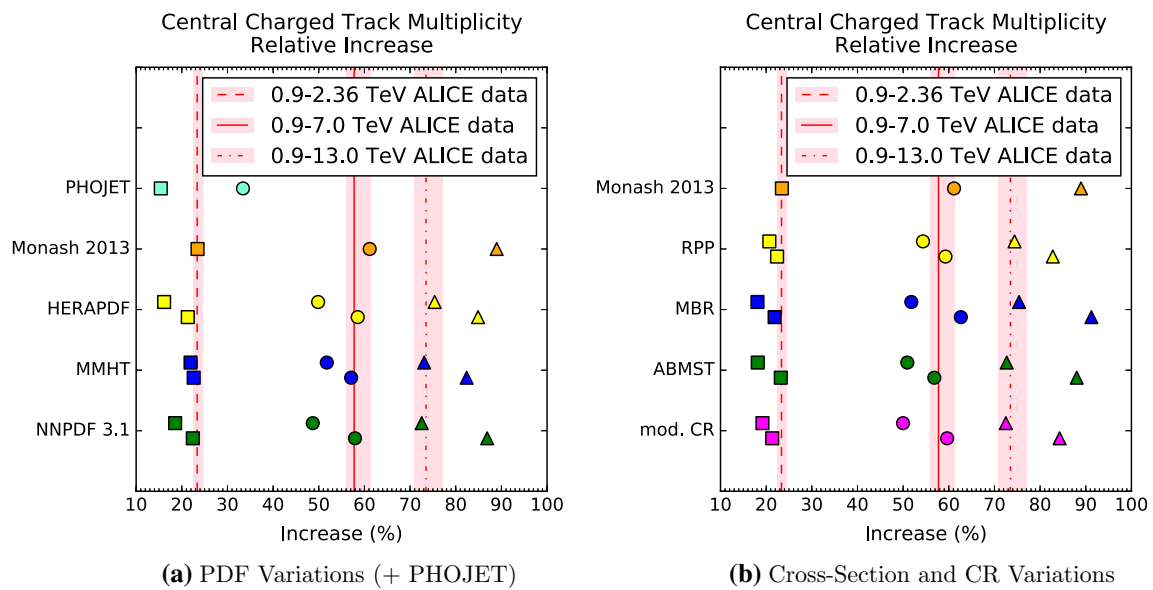 Central Charged Track Multiplicity
Relative Increase
0.9-2.36 TeV ALICE data
0.9-7.0 TeV ALICE data
0.9-13.0 TeV ALICE data
PHOJET
Monash 2013
HERAPDF
MMHT
NNPDF 3.1
10 20 30 40 50 60 70 80 90 100
Increase (%)
(a) PDF Variations (+ PHOJET)
Central Charged Track Multiplicity
Relative Increase
0.9-2.36 TeV ALICE data
0.9-7.0 TeV ALICE data
0.9-13.0 TeV ALICE data
Monash 2013
RPP
MBR
ABMST
mod. CR
10 20 30 40 50 60 70 80 90 100
Increase (%)
(b) Cross-Section and CR Variations